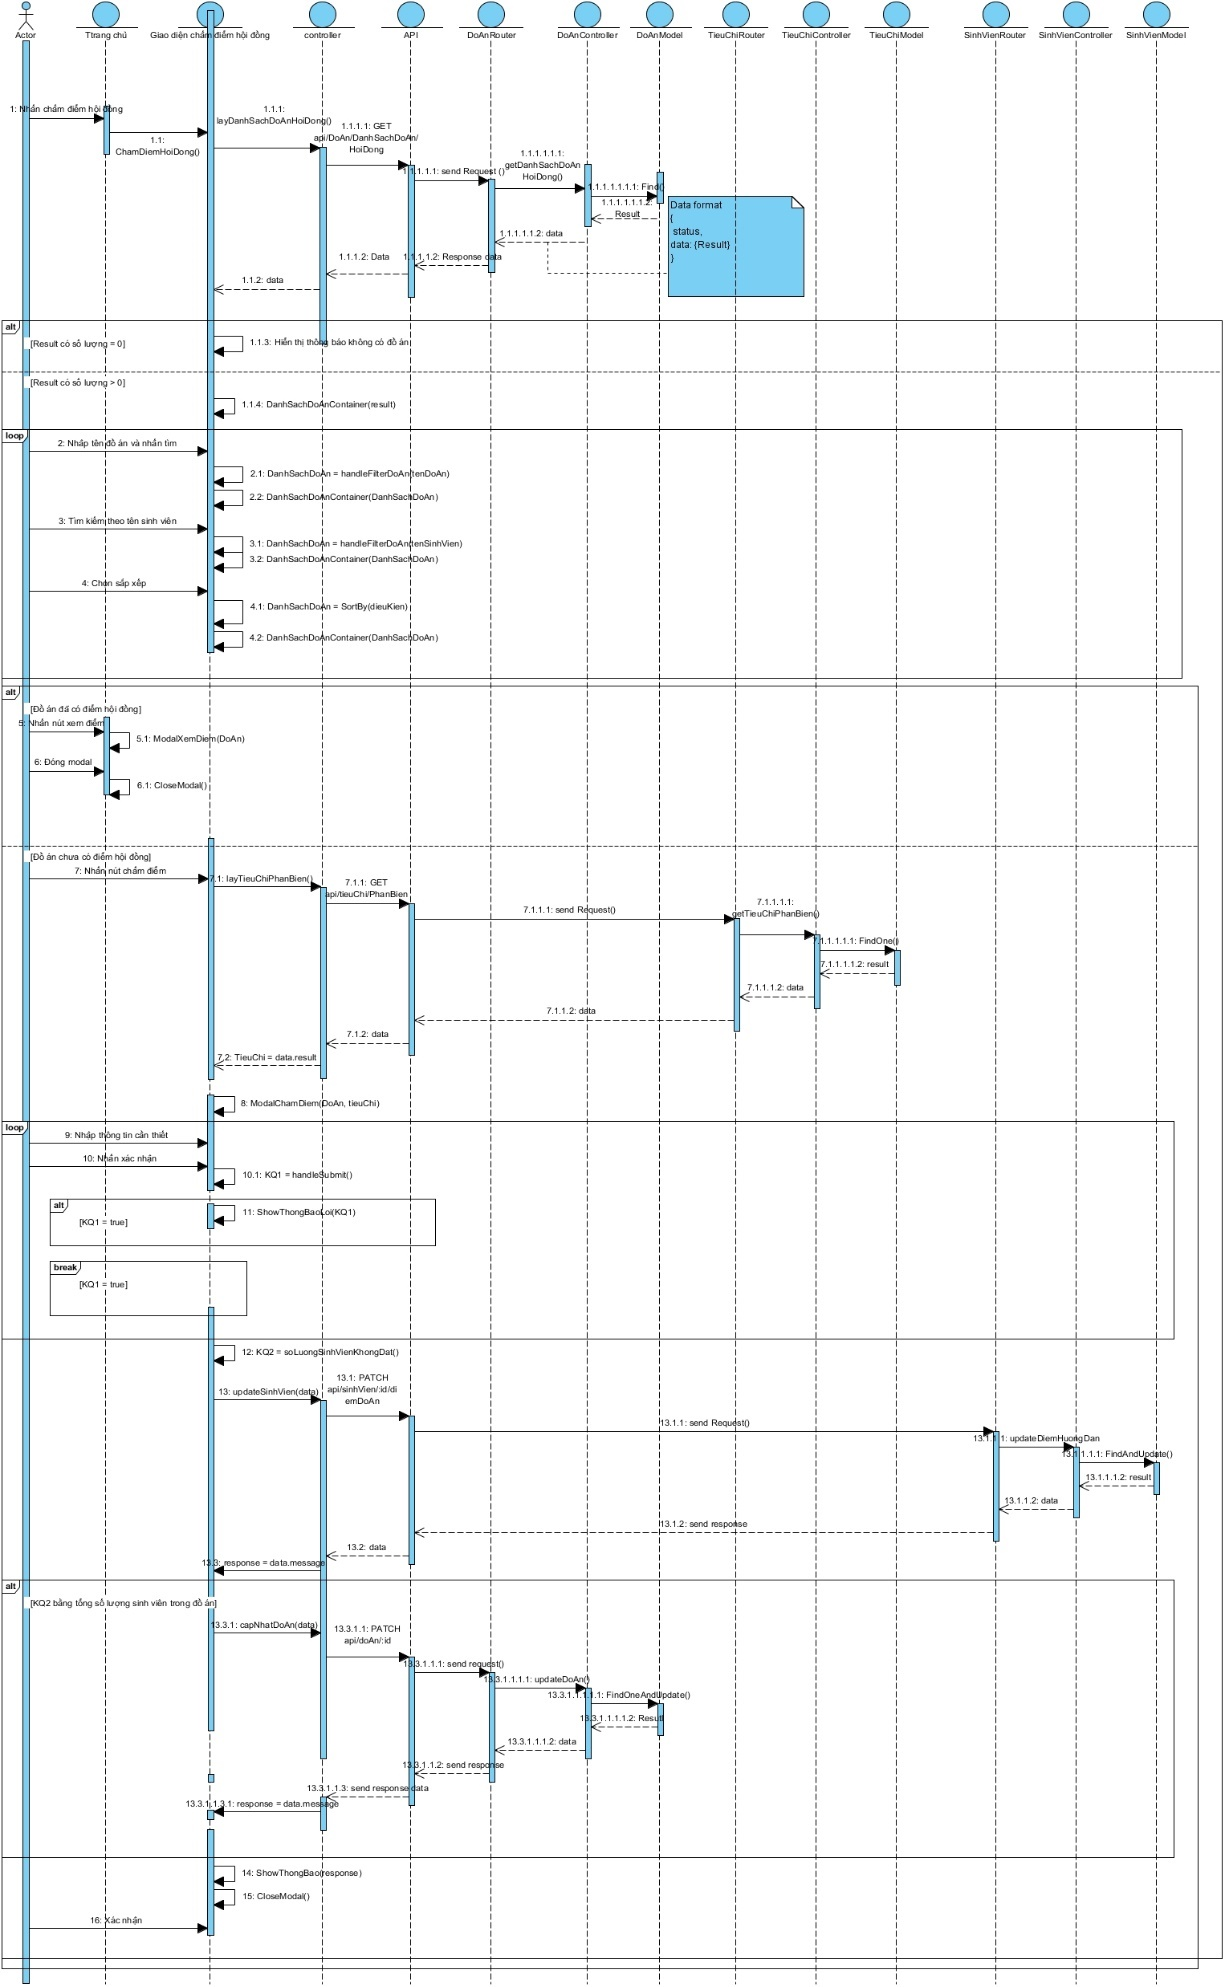 Actor
Ttrang chủ
Giao diện chấm điểm hội đồng
controller
API
DoAnRouter
DoAnController
DoAnModel
TieuChiRouter
TieuChiController
TieuChiModel
SinhVienRouter
SinhVienController
SinhVienModel
1: Nhấn chấm điểm hội đồng
1.1:
ChamDiemHoiDong()
1.1.1:
layDanhSachDoAnHoiDong()
1.1.1.1: GET
api/DoAn/DanhSachDoAn/
HoiDong
1.1.1.1.1: send Request ()
1.1.1.1.1.1:
getDanhSachDoAn
HoiDong()
1.1.1.1.1.1.1: Find()
1.1.1.1.1.1.2:
Result
Data format
{
status,
data: {Result}
}
1.1.1.1.1.2: data
1.1.1.1.2: Response data
1.1.1.2: Data
1.1.2: data
alt
[Result có số lượng = 0]
1.1.3: Hiển thị thông báo không có đồ án
[Result có số lượng > 0]
1.1.4: DanhSachDoAnContainer(result)
loop
2: Nhập tên đồ án và nhấn tìm
2.1: DanhSachDoAn = handleFilterDoAn(tenDoAn)
2.2: DanhSachDoAnContainer(DanhSachDoAn)
3: Tìm kiếm theo tên sinh viên
3.1: DanhSachDoAn = handleFilterDoAn(tenSinhVien)
3.2: DanhSachDoAnContainer(DanhSachDoAn)
4: Chọn sắp xếp
4.1: DanhSachDoAn = SortBy(dieuKien)
4.2: DanhSachDoAnContainer(DanhSachDoAn)
alt
[Đồ án đã có điểm hội đồng]
5: Nhấn nút xem điểm
5.1: ModalXemDiem(DoAn)
6: Đóng modal
6.1: CloseModal()
[Đồ án chưa có điểm hội đồng]
7: Nhấn nút chấm điểm
7.1: layTieuChiPhanBien()
7.1.1: GET
api/tieuChi/PhanBien
7.1.1.1: send Request()
7.1.1.1.1:
getTieuChiPhanBien()
7.1.1.1.1.1: FindOne()
7.1.1.1.1.2: result
7.1.1.1.2: data
7.1.1.2: data
7.1.2: data
7.2: TieuChi = data.result
8: ModalChamDiem(DoAn, tieuChi)
loop
9: Nhập thông tin cần thiết
10: Nhấn xác nhận
10.1: KQ1 = handleSubmit()
alt
[KQ1 = true]
11: ShowThongBaoLoi(KQ1)
break
[KQ1 = true]
12: KQ2 = soLuongSinhVienKhongDat()
13: updateSinhVien(data)
13.1: PATCH
api/sinhVien/:id/di
emDoAn
13.1.1: send Request()
13.1.1.1: updateDiemHuongDan
13.1.1.1.1: FindAndUpdate()
13.1.1.1.2: result
13.1.1.2: data
13.1.2: send response
13.2: data
13.3: response = data.message
alt
[KQ2 bằng tổng số lượng sinh viên trong đồ án]
13.3.1: capNhatDoAn(data)
13.3.1.1: PATCH
api/doAn/:id
13.3.1.1.1: send request()
13.3.1.1.1.1: updateDoAn()
13.3.1.1.1.1.1: FindOneAndUpdate()
13.3.1.1.1.1.2: Result
13.3.1.1.1.2: data
13.3.1.1.2: send response
13.3.1.1.3: send response data
13.3.1.1.3.1: response = data.message
14: ShowThongBao(response)
15: CloseModal()
16: Xác nhận